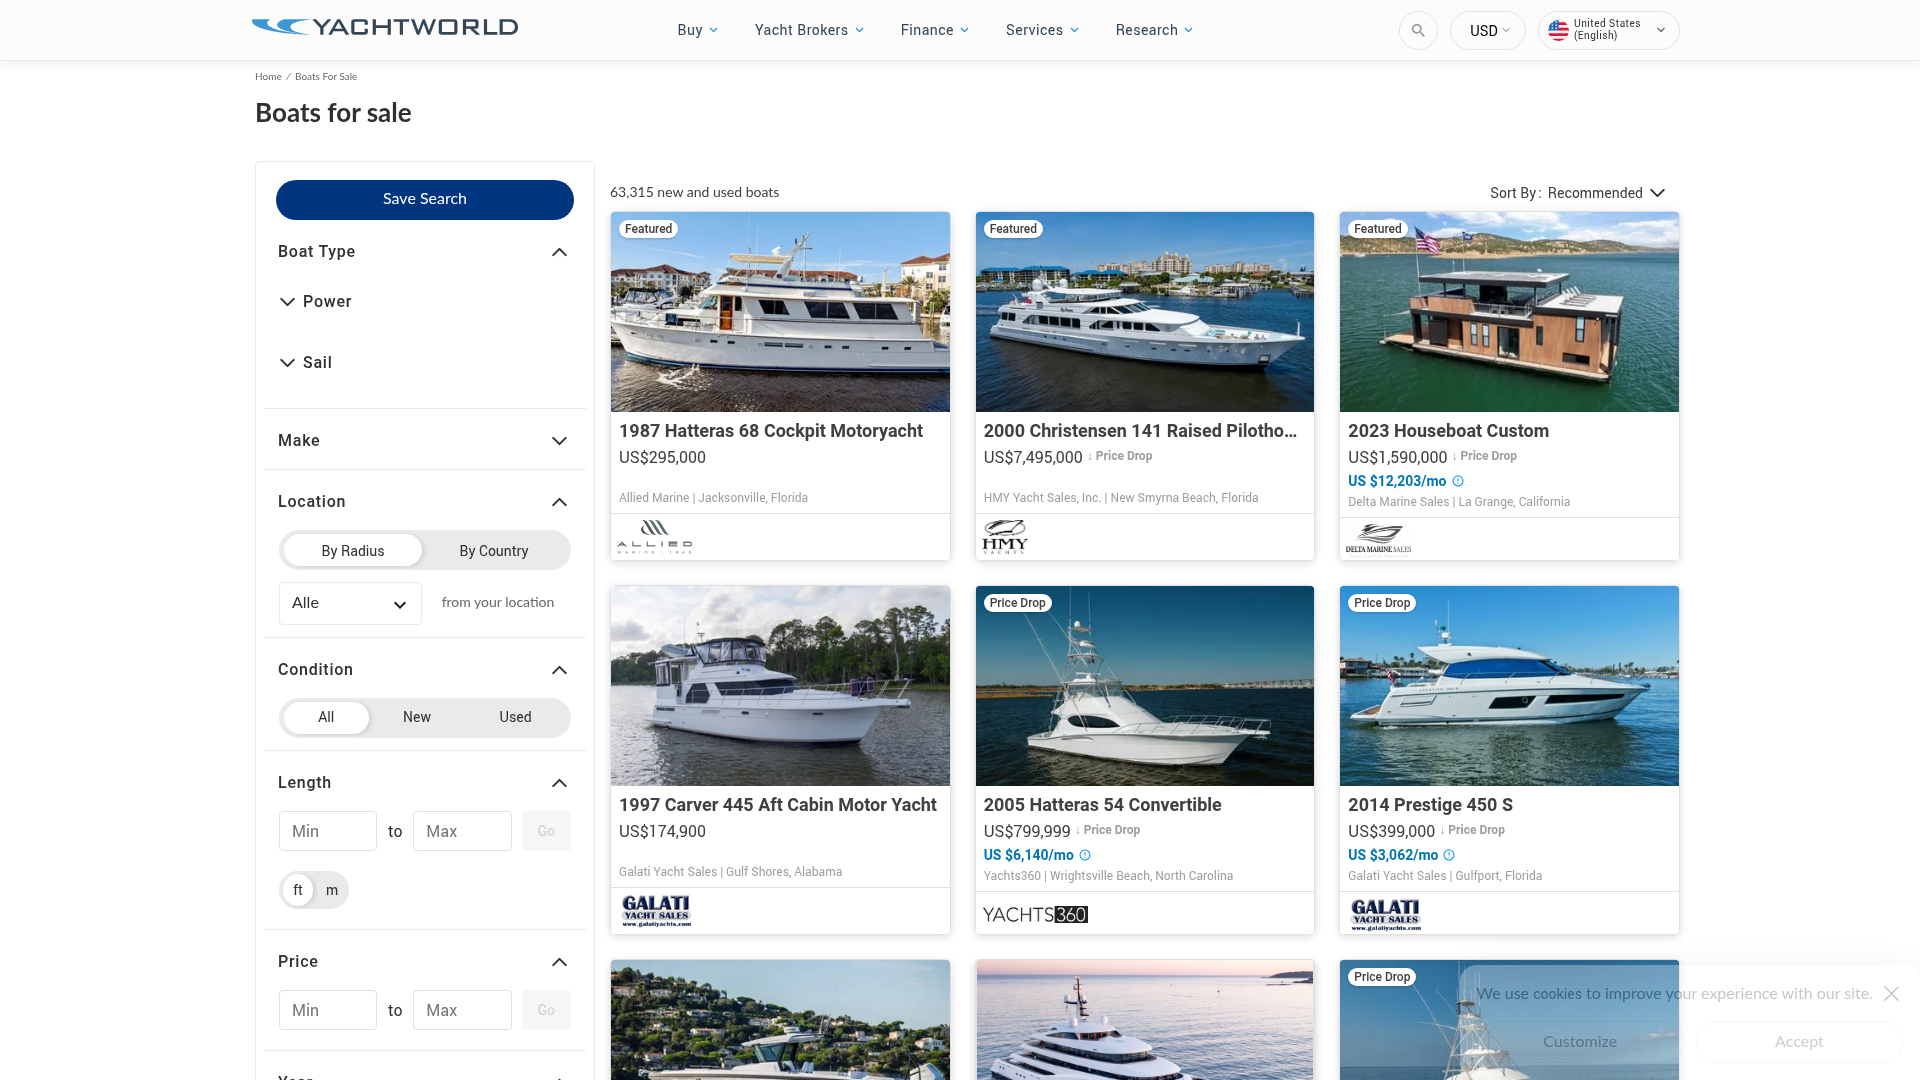 YACHTWORLD
Buy
Yacht Brokers
Finance
Services
Research
USD
United States
(English)
Home / Boats For Sale
Boats for sale
Save Search
Boat Type
Power
Sail
Make
Location
By Radius
By Country
Alle
from your location
Condition
All
New
Used
Length
Min
to
Max
Go
ft
m
Price
Min
to
Max
Go
63,315 new and used boats
Sort By : Recommended
Featured
1987 Hatteras 68 Cockpit Motoryacht
US$295,000
Allied Marine | Jacksonville, Florida
ALLIED
Featured
2000 Christensen 141 Raised Pilotho...
US$7,495,000
↓ Price Drop
HMY Yacht Sales, Inc. | New Smyrna Beach, Florida
HMY
YACHTS
Featured
2023 Houseboat Custom
US$1,590,000
↓ Price Drop
US $12,203/mo
Delta Marine Sales | La Grange, California
DELTA MARINE SALES
1997 Carver 445 Aft Cabin Motor Yacht
US$174,900
Galati Yacht Sales | Gulf Shores, Alabama
GALATI
YACHT SALES
www.galatiyachts.com
Price Drop
2005 Hatteras 54 Convertible
US$799,999
↓ Price Drop
US $6,140/mo
Yachts360 | Wrightsville Beach, North Carolina
YACHTS360
Price Drop
2014 Prestige 450 S
US$399,000
↓ Price Drop
US $3,062/mo
Galati Yacht Sales | Gulfport, Florida
GALATI
YACHT SALES
www.galatiyachts.com
Price Drop
We use cookies to improve your experience with our site.
Customize
Accept